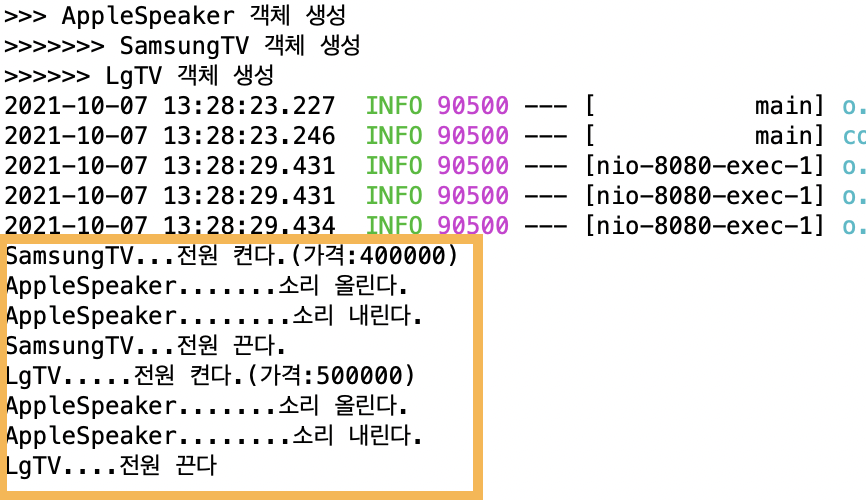 >>> AppleSpeaker 객체 생성
>>>>>>> SamsungTV 객체 생성
>>>>>> LgTV 객체 생성
2021-10-07 13:28:23.227  INFO 90500 --- [           main] o.
2021-10-07 13:28:23.246  INFO 90500 --- [           main] co
2021-10-07 13:28:29.431  INFO 90500 --- [nio-8080-exec-1] o.
2021-10-07 13:28:29.431  INFO 90500 --- [nio-8080-exec-1] o.
2021-10-07 13:28:29.434  INFO 90500 --- [nio-8080-exec-1] o.
SamsungTV...전원 켠다.(가격:400000)
AppleSpeaker.......소리 올린다.
AppleSpeaker........소리 내린다.
SamsungTV...전원 끈다.
LgTV.....전원 켠다.(가격:500000)
AppleSpeaker.......소리 올린다.
AppleSpeaker........소리 내린다.
LgTV....전원 끈다